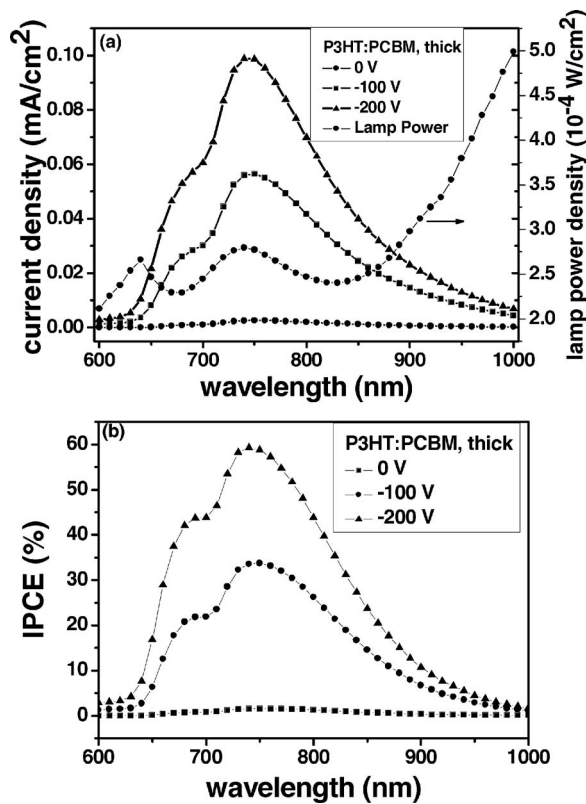 (a)
P3HT:PCBM, thick
0 V
-100 V
-200 V
Lamp Power
current density (mA/cm²)
0.10
0.08
0.06
0.04
0.02
0.00
lamp power density (10⁻⁴ W/cm²)
5.0
4.5
4.0
3.5
3.0
2.5
2.0
600 700 800 900 1000
wavelength (nm)
(b)
P3HT:PCBM, thick
0 V
-100 V
-200 V
IPCE (%)
60
50
40
30
20
10
0
600 700 800 900 1000
wavelength (nm)